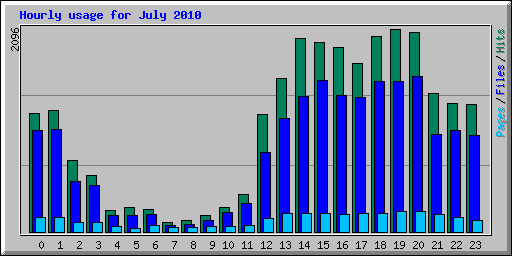 Hourly usage for July 2010
2096
Pages/Files/Hits
0 1 2 3 4 5 6 7 8 9 10 11 12 13 14 15 16 17 18 19 20 21 22 23